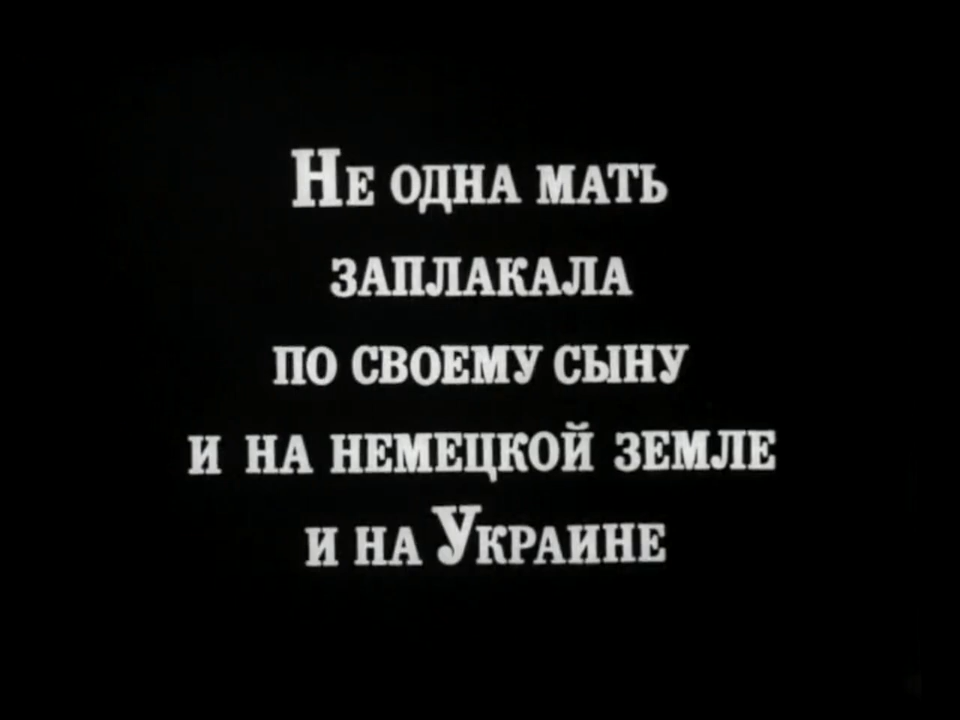 Не одна мать
заплакала
по своему сыну
и на немецкой земле
и на Украине